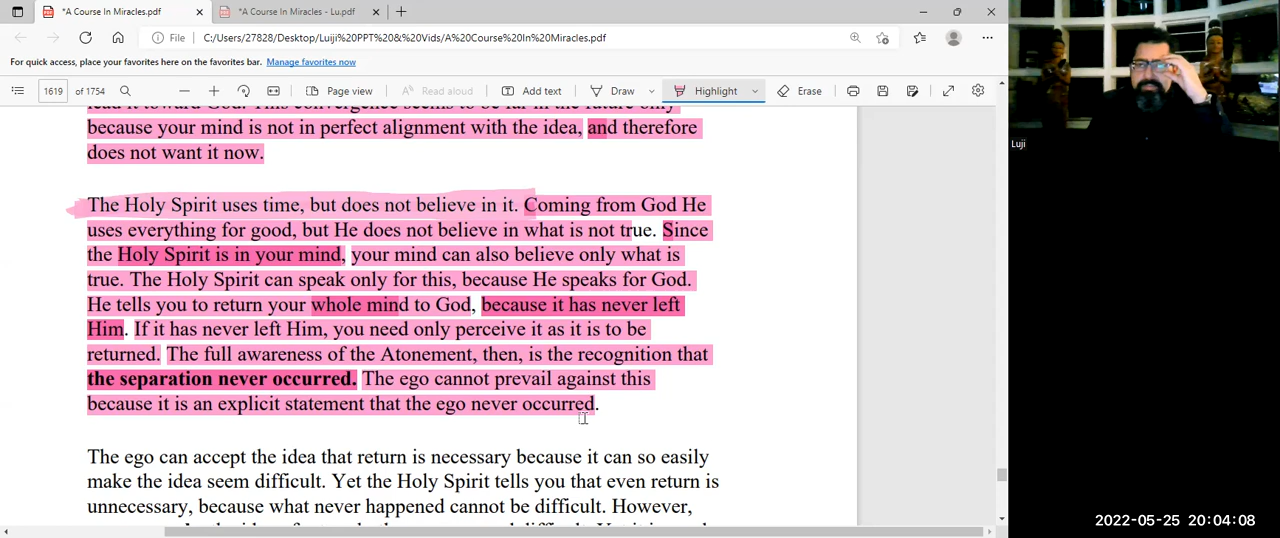 *A Course In Miracles.pdf
*A Course In Miracles - Lu.pdf
File
C:/Users/27828/Desktop/Luiji%20PPT%20&%20Vids/A%20Course%20In%20Miracles.pdf
For quick access, place your favorites here on the favorites bar. Manage favorites now
1619 of 1754
Page view
Read aloud
Add text
Draw
Highlight
Erase
because your mind is not in perfect alignment with the idea, and therefore
does not want it now.
The Holy Spirit uses time, but does not believe in it. Coming from God He
uses everything for good, but He does not believe in what is not true. Since
the Holy Spirit is in your mind, your mind can also believe only what is
true. The Holy Spirit can speak only for this, because He speaks for God.
He tells you to return your whole mind to God, because it has never left
Him. If it has never left Him, you need only perceive it as it is to be
returned. The full awareness of the Atonement, then, is the recognition that
the separation never occurred. The ego cannot prevail against this
because it is an explicit statement that the ego never occurred.
The ego can accept the idea that return is necessary because it can so easily
make the idea seem difficult. Yet the Holy Spirit tells you that even return is
unnecessary, because what never happened cannot be difficult. However,
Luji
2022-05-25 20:04:08